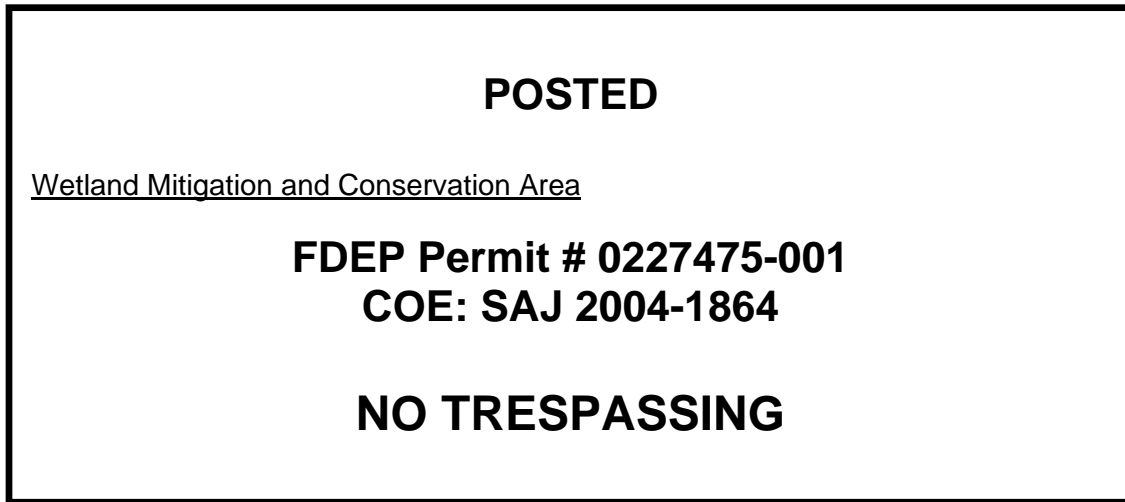 POSTED
Wetland Mitigation and Conservation Area
FDEP Permit # 0227475-001
COE: SAJ 2004-1864
NO TRESPASSING